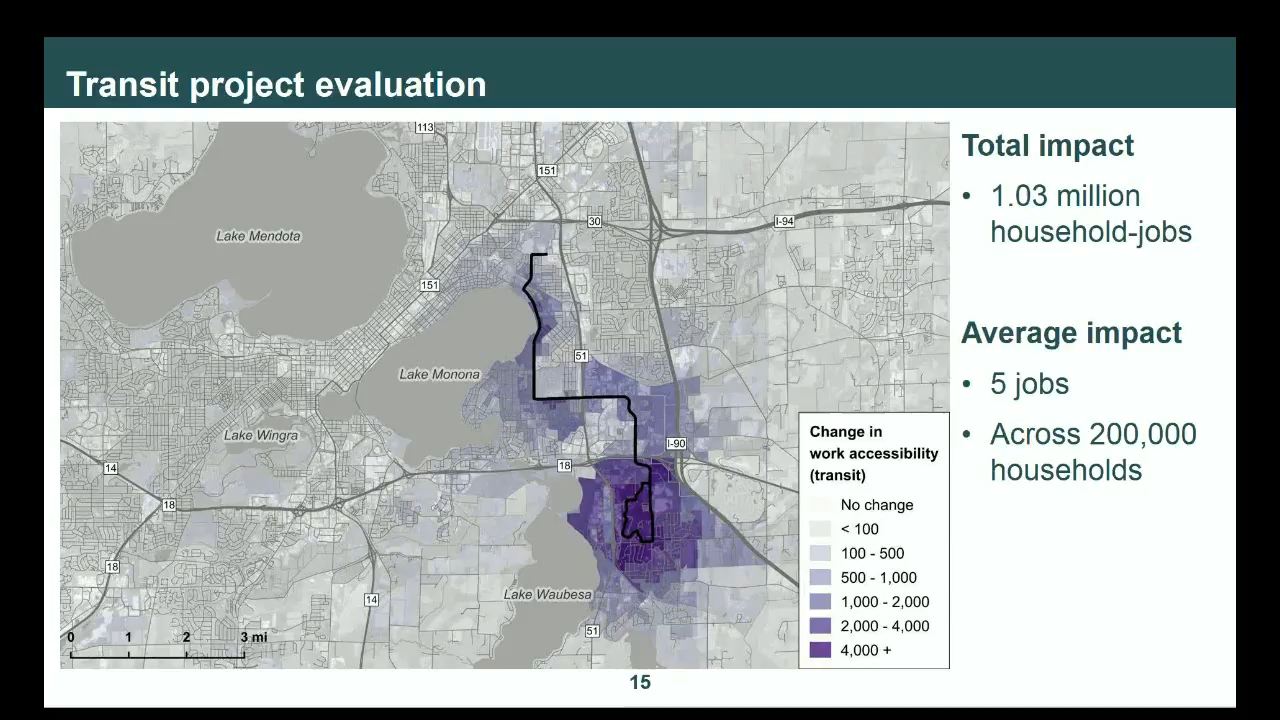 Transit project evaluation
113
151
30
I-94
Lake Mendota
151
51
Lake Monona
Lake Wingra
I-90
14
18
18
18
Lake Waubesa
14
51
0 1 2 3 mi
Change in
work accessibility
(transit)
No change
< 100
100 - 500
500 - 1,000
1,000 - 2,000
2,000 - 4,000
4,000 +
Total impact
• 1.03 million
household-jobs
Average impact
• 5 jobs
• Across 200,000
households
15